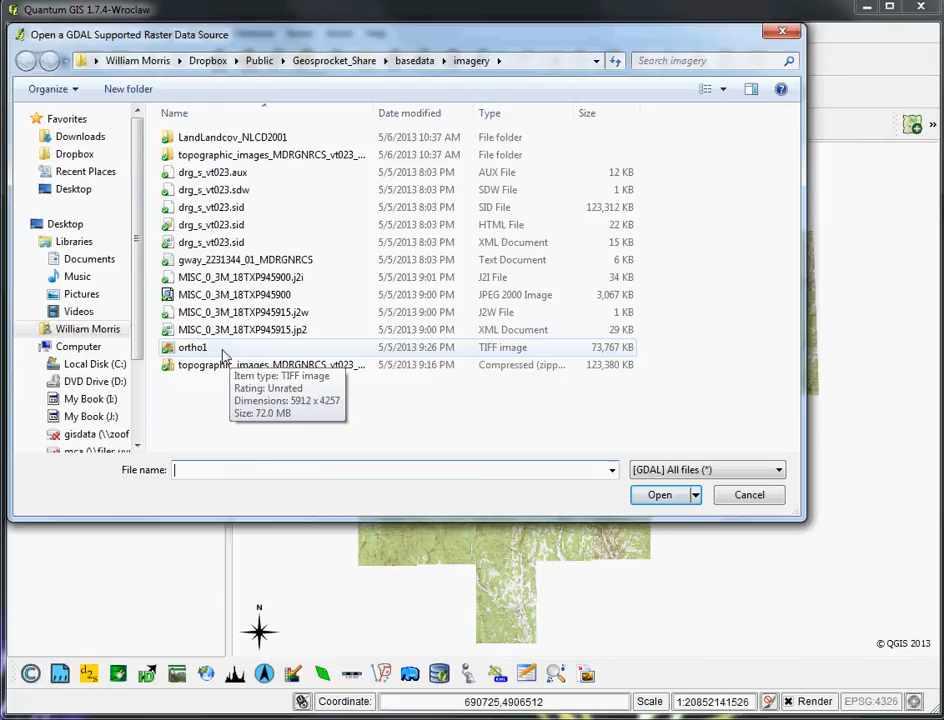 Quantum GIS 1.7.4-Wroclaw
Open a GDAL Supported Raster Data Source
William Morris Dropbox Public Geosprocket_Share basedata imagery Search imagery
Organize New folder
Name Date modified Type Size
Favorites
Downloads
Dropbox
Recent Places
Desktop
Desktop
Libraries
Documents
Music
Pictures
Videos
William Morris
Computer
Local Disk (C:)
DVD Drive (D:)
My Book (I:)
My Book (J:)
gisdata (\\zoof
mca (\\files.uv
LandLandcov_NLCD2001 5/6/2013 10:37 AM File folder
topographic_images_MDRGNRCS_vt023_... 5/6/2013 10:37 AM File folder
drg_s_vt023.aux 5/5/2013 8:03 PM AUX File 12 KB
drg_s_vt023.sdw 5/5/2013 8:03 PM SDW File 1 KB
drg_s_vt023.sid 5/5/2013 8:03 PM SID File 123,312 KB
drg_s_vt023.sid 5/5/2013 8:03 PM HTML File 22 KB
drg_s_vt023.sid 5/5/2013 8:03 PM XML Document 15 KB
gway_2231344_01_MDRGNRCS 5/5/2013 8:03 PM Text Document 6 KB
MISC_0_3M_18TXP945900.j2i 5/5/2013 9:01 PM J2I File 34 KB
MISC_0_3M_18TXP945900 5/5/2013 9:00 PM JPEG 2000 Image 3,067 KB
MISC_0_3M_18TXP945915.j2w 5/5/2013 9:00 PM J2W File 1 KB
MISC_0_3M_18TXP945915.jp2 5/5/2013 9:00 PM XML Document 29 KB
ortho1 5/5/2013 9:26 PM TIFF image 73,767 KB
topographic_images_MDRGNRCS_vt023_... 5/5/2013 9:16 PM Compressed (zipp... 123,380 KB
Item type: TIFF image
Rating: Unrated
Dimensions: 5912 x 4257
Size: 72.0 MB
File name: [GDAL] All files (*)
Open Cancel
N
© QGIS 2013
Coordinate: 690725,4906512 Scale 1:20852141526 Render EPSG:4326